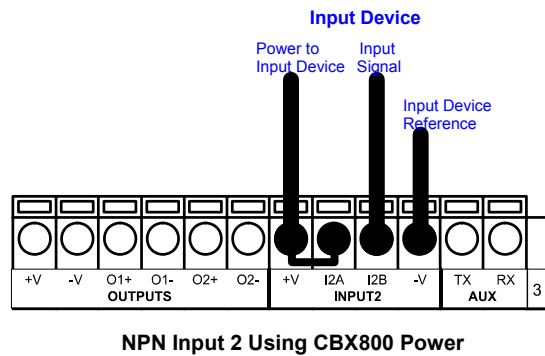 Input Device
Power to
Input Device
Input
Signal
Input Device
Reference
+V -V O1+ O1- O2+ O2- +V I2A I2B -V TX RX 3
OUTPUTS INPUT2 AUX
NPN Input 2 Using CBX800 Power